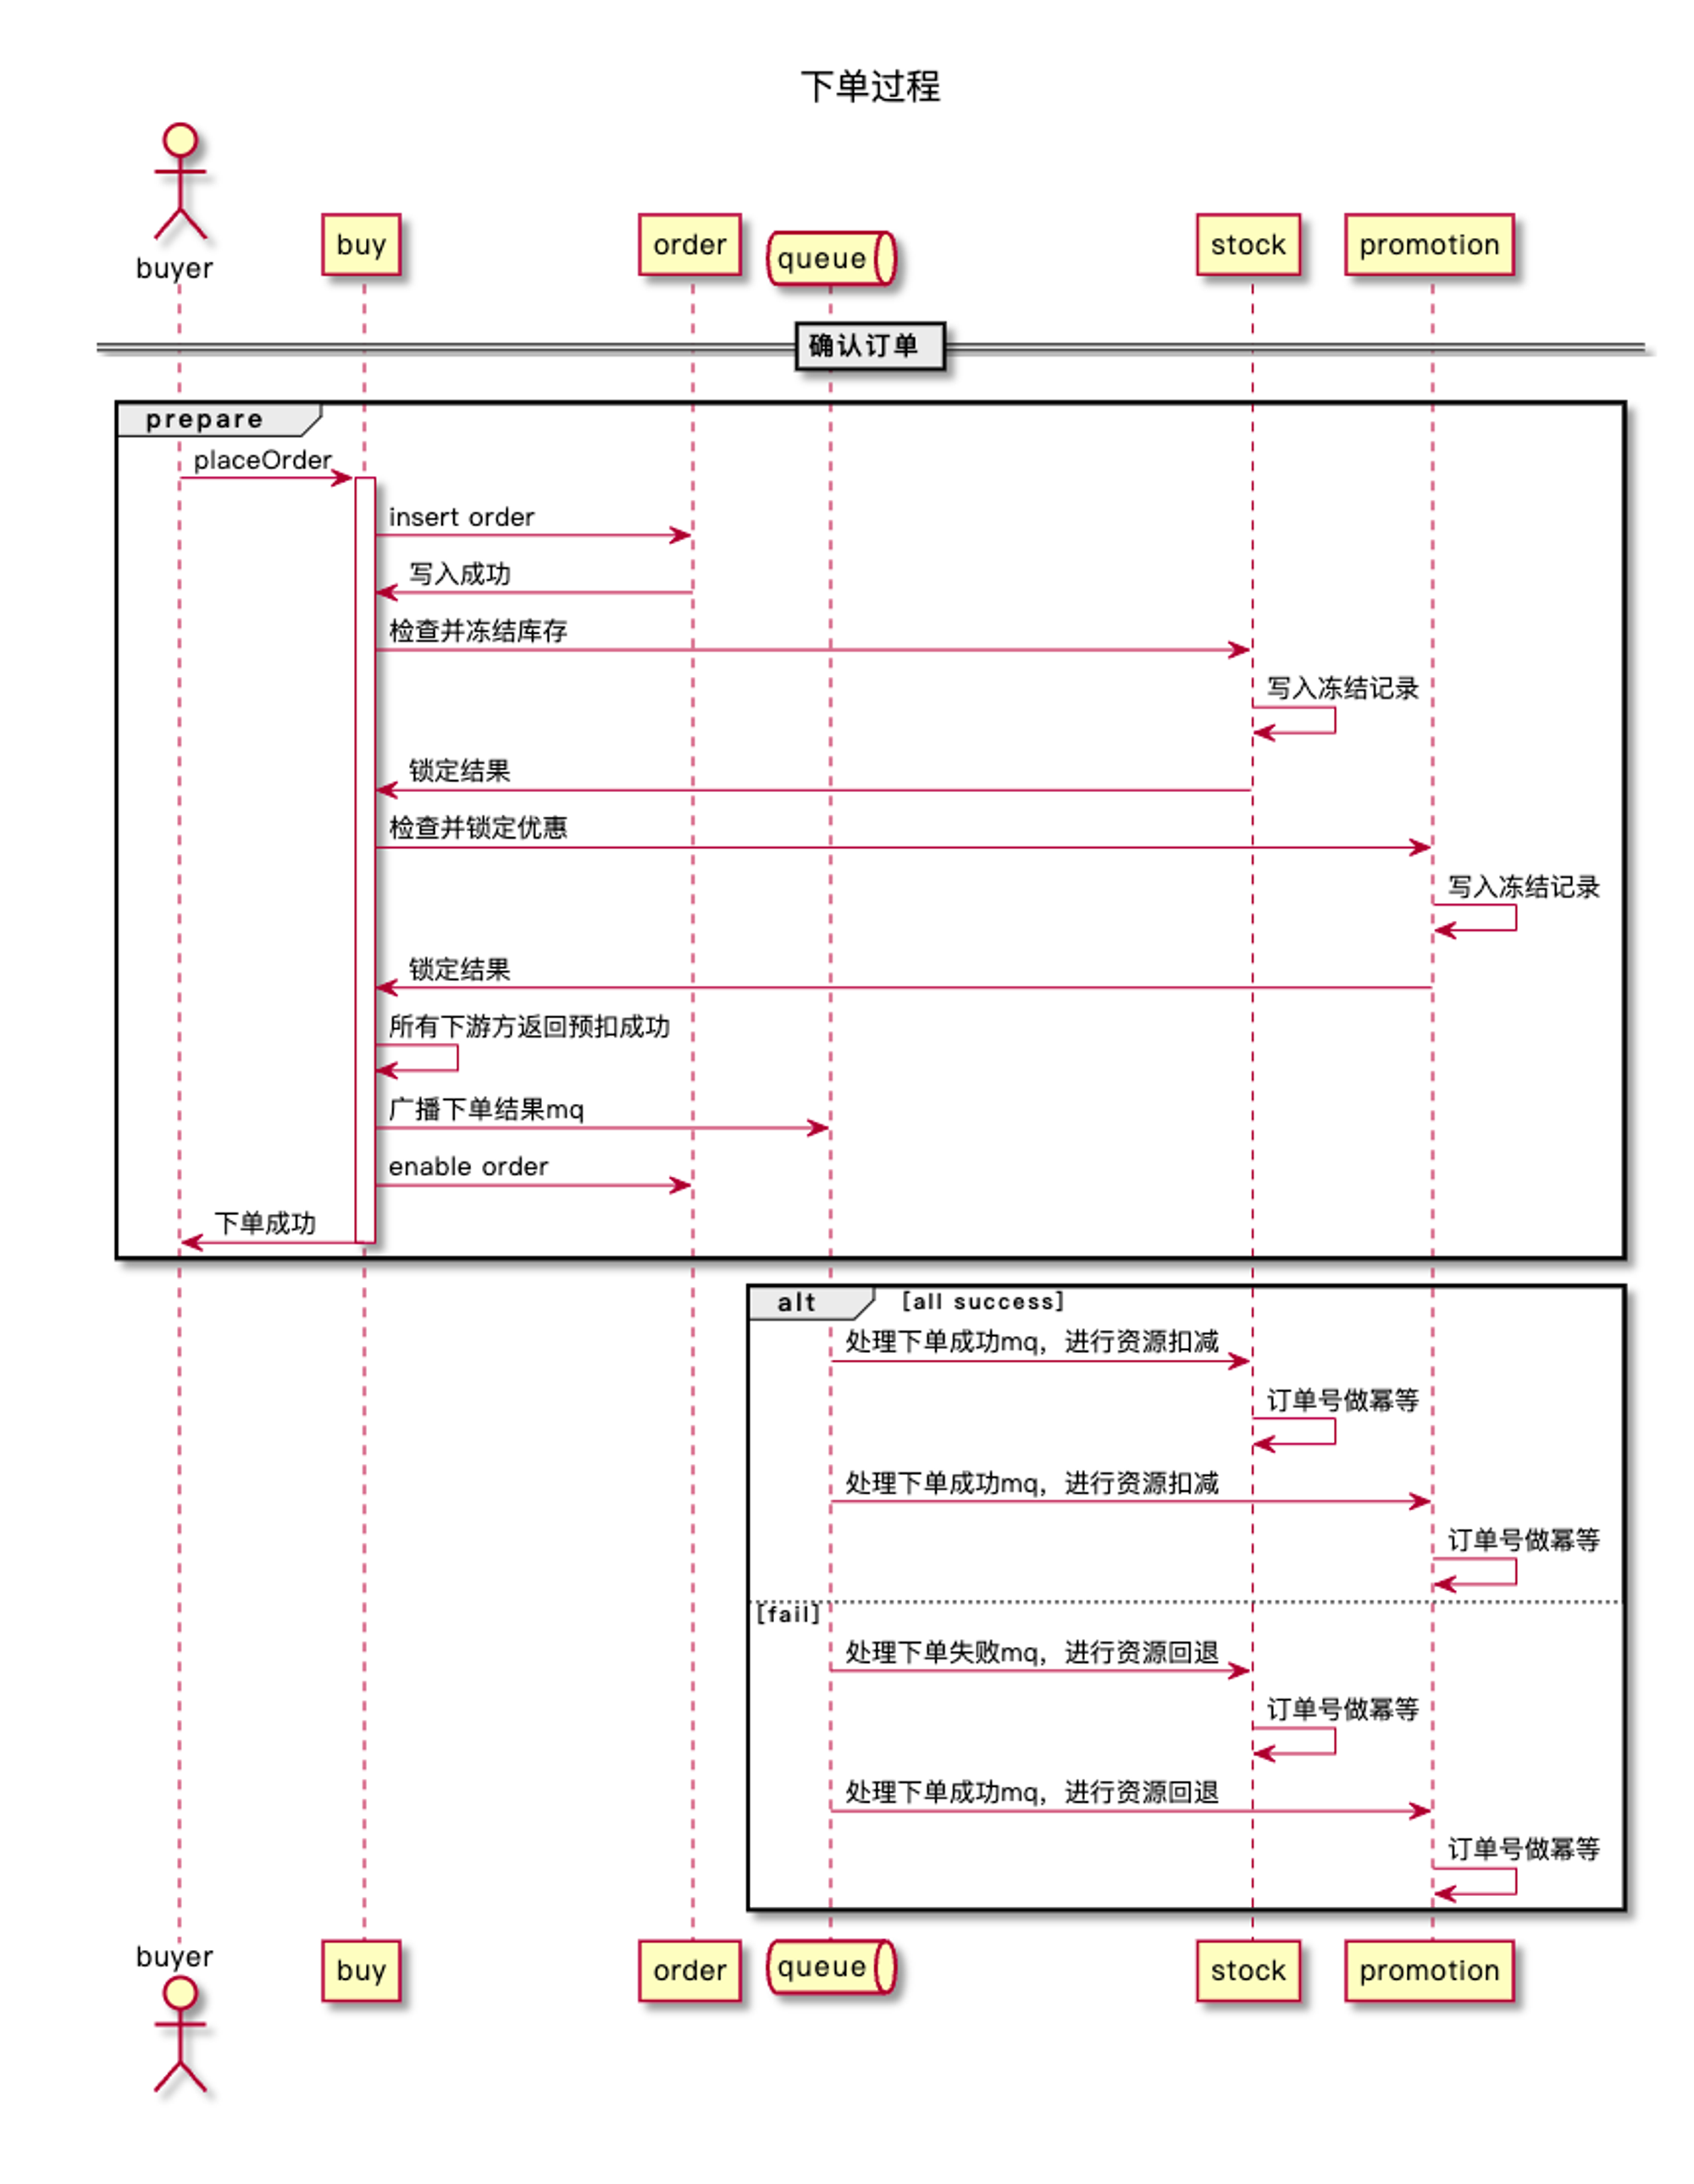 下单过程
buyer
buy
order
queue
stock
promotion
确认订单
prepare
placeOrder
insert order
写入成功
检查并冻结库存
写入冻结记录
锁定结果
检查并锁定优惠
写入冻结记录
锁定结果
所有下游方返回预扣成功
广播下单结果mq
enable order
下单成功
alt [all success]
处理下单成功mq，进行资源扣减
订单号做幂等
处理下单成功mq，进行资源扣减
订单号做幂等
[fail]
处理下单失败mq，进行资源回退
订单号做幂等
处理下单成功mq，进行资源回退
订单号做幂等
buyer
buy
order
queue
stock
promotion